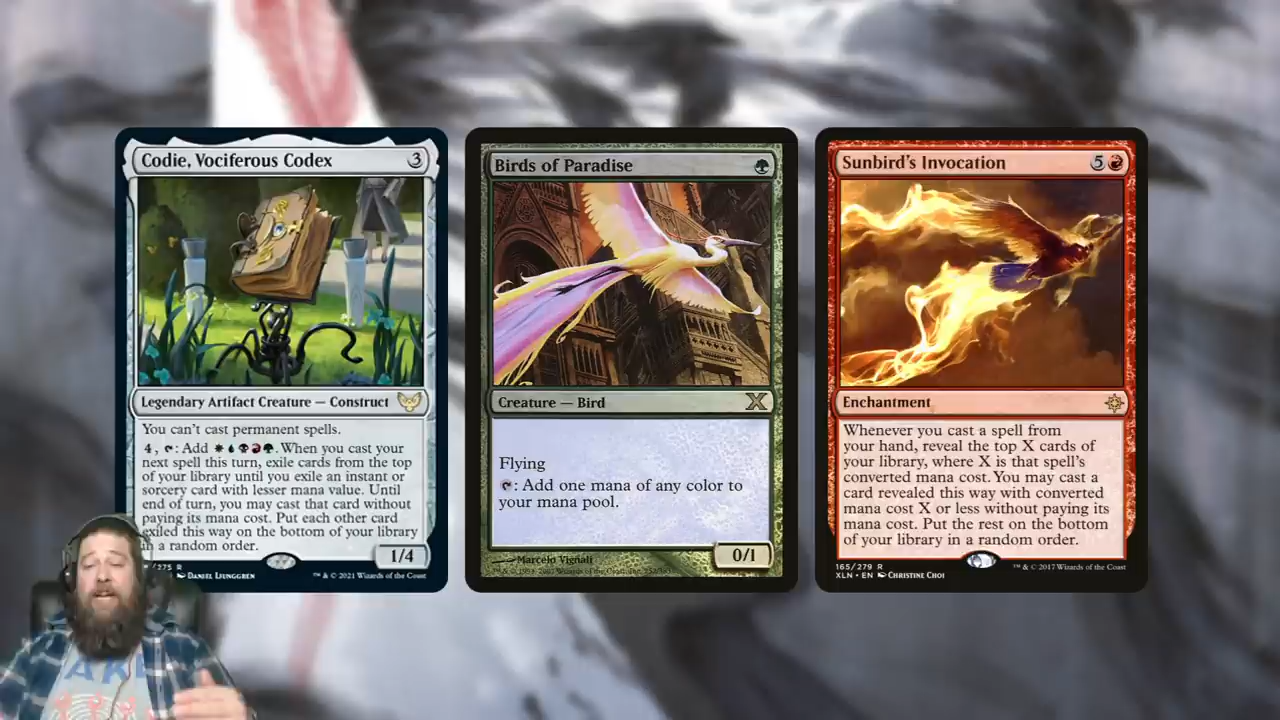 Codie, Vociferous Codex 3
Legendary Artifact Creature — Construct
You can't cast permanent spells.
4, : Add . When you cast your
next spell this turn, exile cards from the top
of your library until you exile an instant or
sorcery card with lesser mana value. Until
end of turn, you may cast that card without
paying its mana cost. Put each other card
exiled this way on the bottom of your library
in a random order.
1/4
/275 R
Daniel Ljunggren ™ & © 2021 Wizards of the Coast
Birds of Paradise
Creature — Bird X
Flying
: Add one mana of any color to
your mana pool.
Marcelo Vignali
0/1
Sunbird's Invocation 5
Enchantment
Whenever you cast a spell from
your hand, reveal the top X cards of
your library, where X is that spell's
converted mana cost. You may cast a
card revealed this way with converted
mana cost X or less without paying its
mana cost. Put the rest on the bottom
of your library in a random order.
165/279 R
XLN • EN Christine Choi
™ & © 2017 Wizards of the Coast